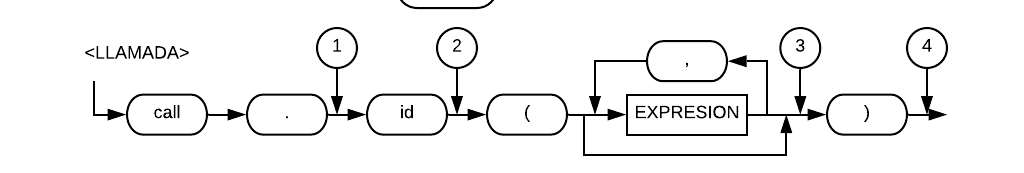 1 2 3 4
<LLAMADA>
,
call . id ( EXPRESION )